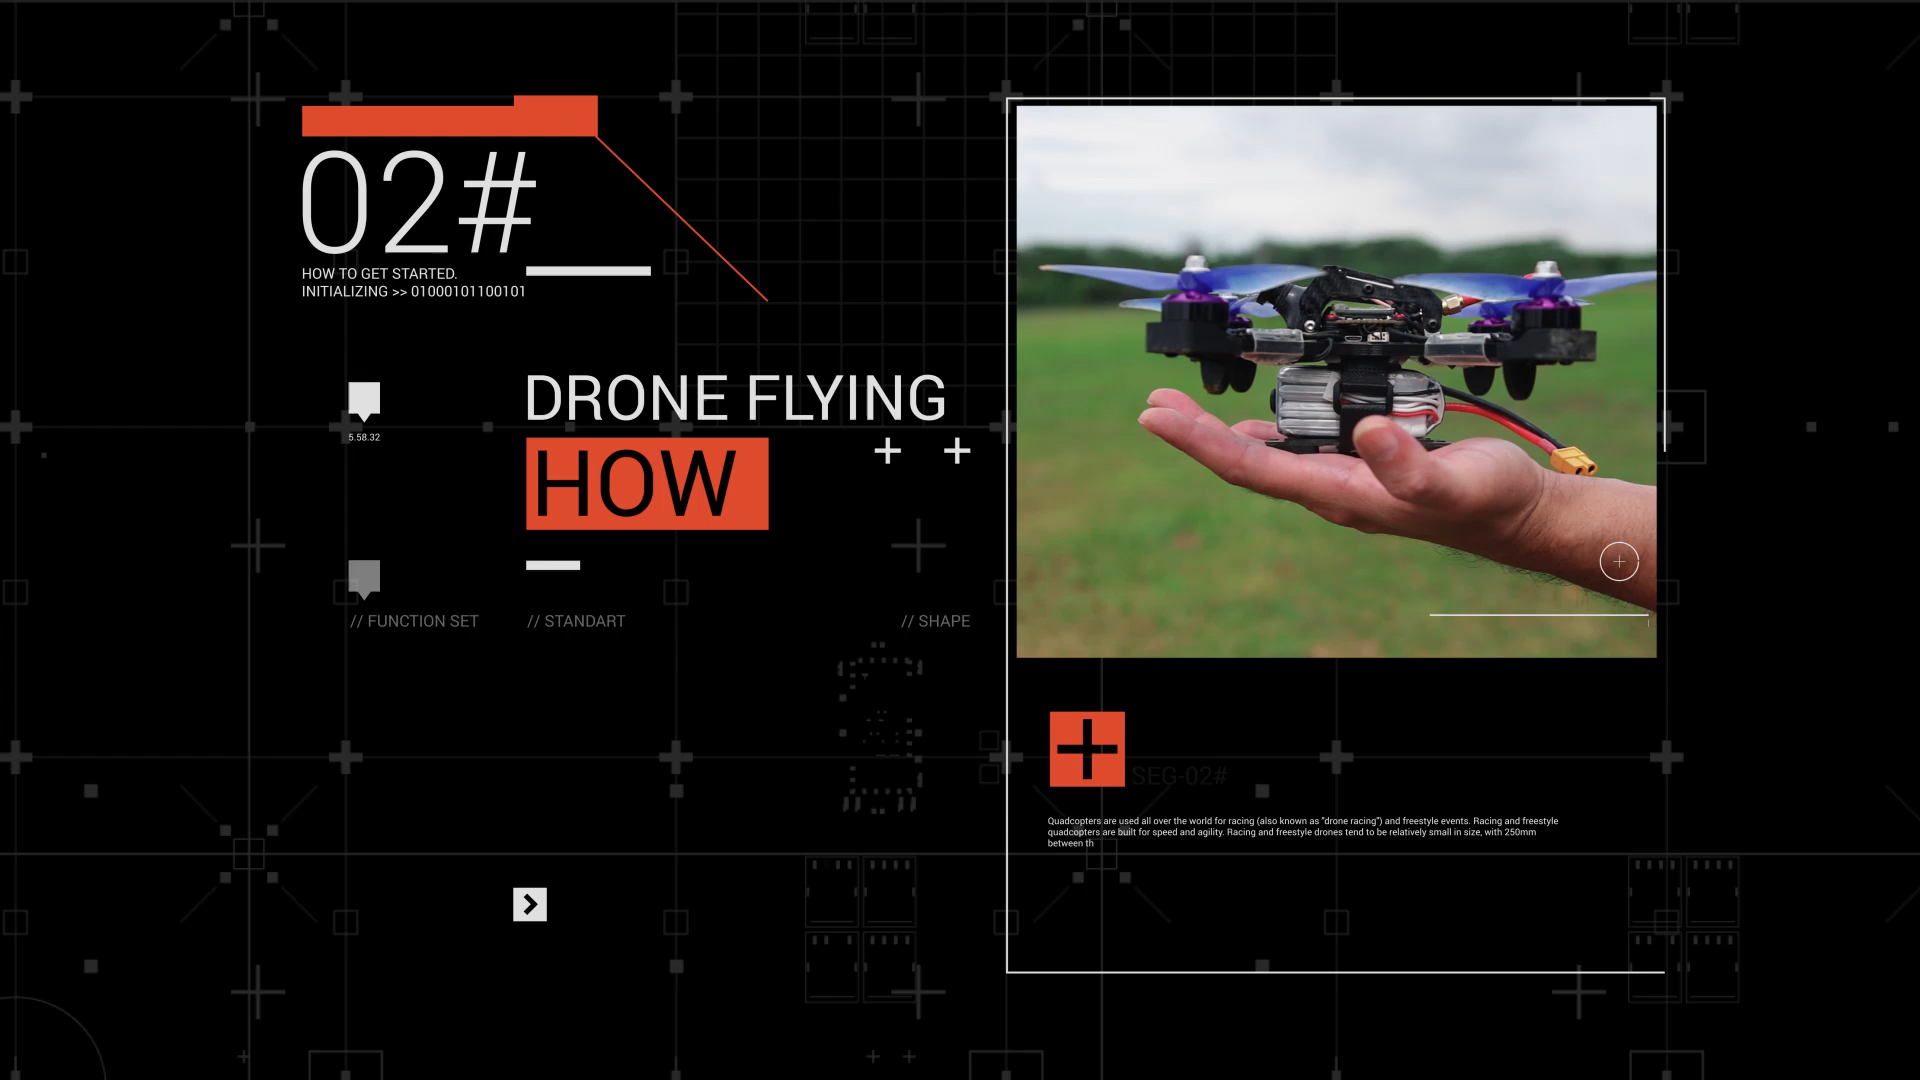 02#
HOW TO GET STARTED.
INITIALIZING >> 01000101100101
5.58.32
DRONE FLYING
HOW
// FUNCTION SET
// STANDART
// SHAPE
SEG-02#
Quadcopters are used all over the world for racing (also known as "drone racing") and freestyle events. Racing and freestyle
quadcopters are built for speed and agility. Racing and freestyle drones tend to be relatively small in size, with 250mm
between th